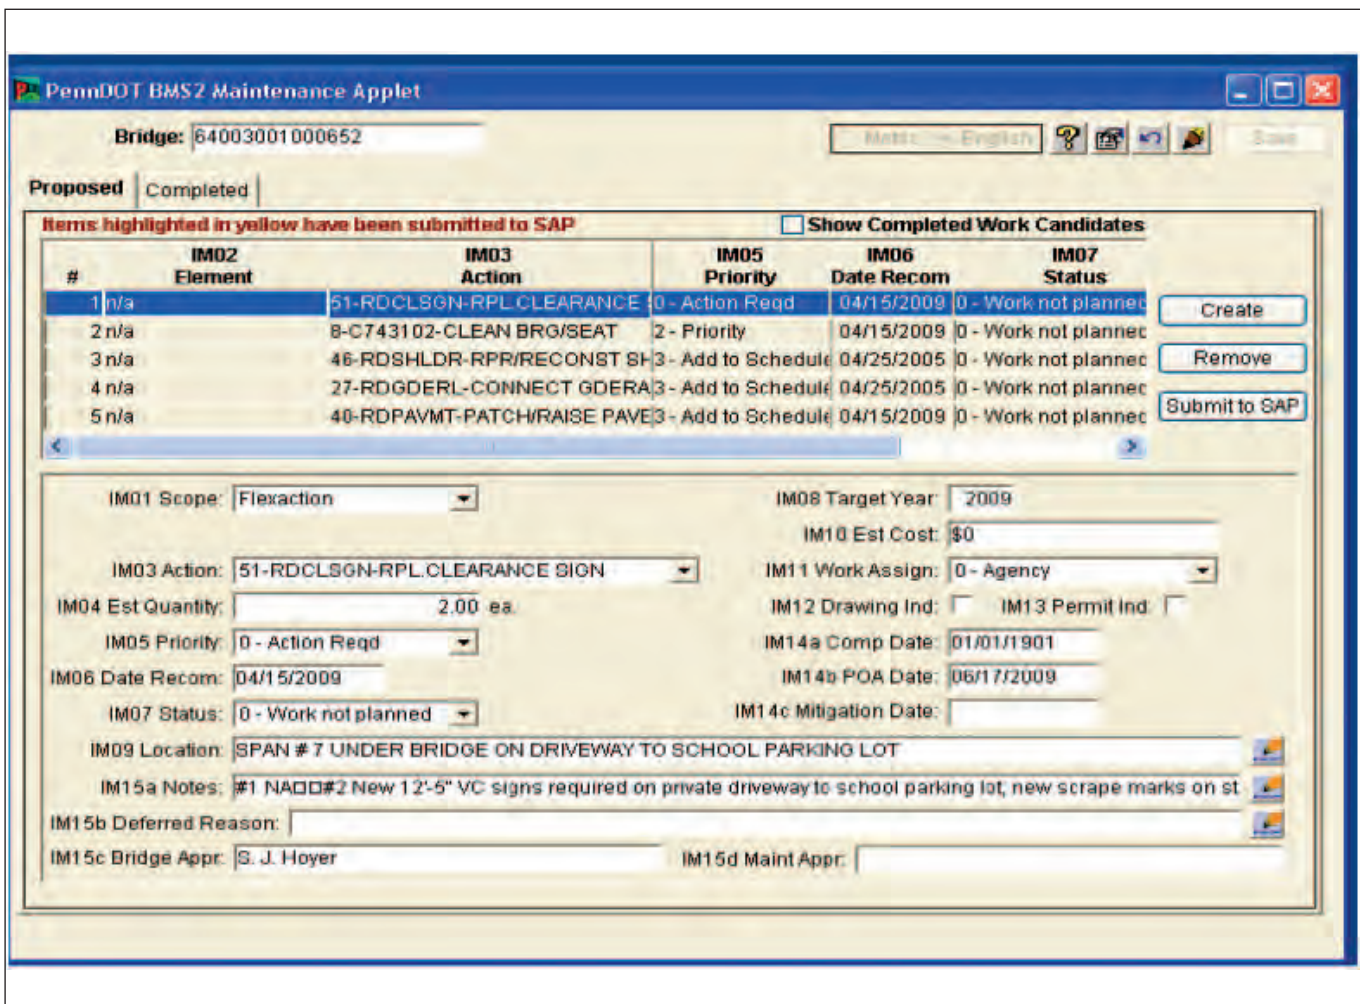 PennDOT BMS2 Maintenance Applet
Bridge: 64003001000652 Metric -> English Save
Proposed Completed
Items highlighted in yellow have been submitted to SAP Show Completed Work Candidates
IM02 IM03 IM05 IM06 IM07
# Element Action Priority Date Recom Status
1 n/a 51-RDCLSGN-RPL.CLEARANCE S 0 - Action Reqd 04/15/2009 0 - Work not planned
Create
2 n/a 8-C743102-CLEAN BRG/SEAT 2 - Priority 04/15/2009 0 - Work not planned
3 n/a 46-RDSHLDR-RPR/RECONST SH 3 - Add to Schedule 04/25/2005 0 - Work not planned
Remove
4 n/a 27-RDGDERL-CONNECT GDERA 3 - Add to Schedule 04/25/2005 0 - Work not planned
5 n/a 40-RDPAVMT-PATCH/RAISE PAVE 3 - Add to Schedule 04/15/2009 0 - Work not planned
Submit to SAP
IM01 Scope: Flexaction IM08 Target Year: 2009
IM10 Est Cost: $0
IM03 Action: 51-RDCLSGN-RPL.CLEARANCE SIGN IM11 Work Assign: 0 - Agency
IM04 Est Quantity: 2.00 ea. IM12 Drawing Ind: IM13 Permit Ind:
IM05 Priority: 0 - Action Reqd IM14a Comp Date: 01/01/1901
IM06 Date Recom: 04/15/2009 IM14b POA Date: 06/17/2009
IM07 Status: 0 - Work not planned IM14c Mitigation Date:
IM09 Location: SPAN # 7 UNDER BRIDGE ON DRIVEWAY TO SCHOOL PARKING LOT
IM15a Notes: #1 NA□□#2 New 12'-5" VC signs required on private driveway to school parking lot, new scrape marks on st
IM15b Deferred Reason:
IM15c Bridge Appr: S. J. Hoyer IM15d Maint Appr: